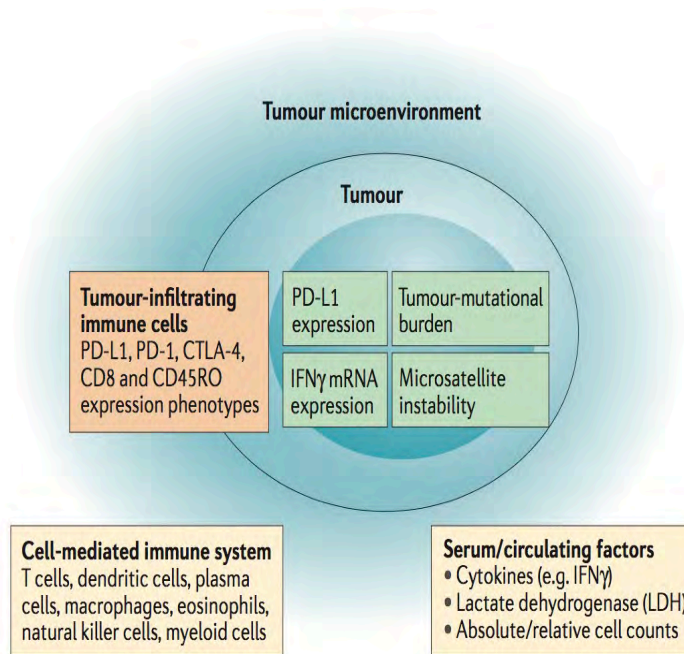 Tumour microenvironment
Tumour
Tumour-infiltrating
immune cells
PD-L1, PD-1, CTLA-4,
CD8 and CD45RO
expression phenotypes
PD-L1
expression
Tumour-mutational
burden
IFNγ mRNA
expression
Microsatellite
instability
Cell-mediated immune system
T cells, dendritic cells, plasma
cells, macrophages, eosinophils,
natural killer cells, myeloid cells
Serum/circulating factors
• Cytokines (e.g. IFNγ)
• Lactate dehydrogenase (LDH)
• Absolute/relative cell counts